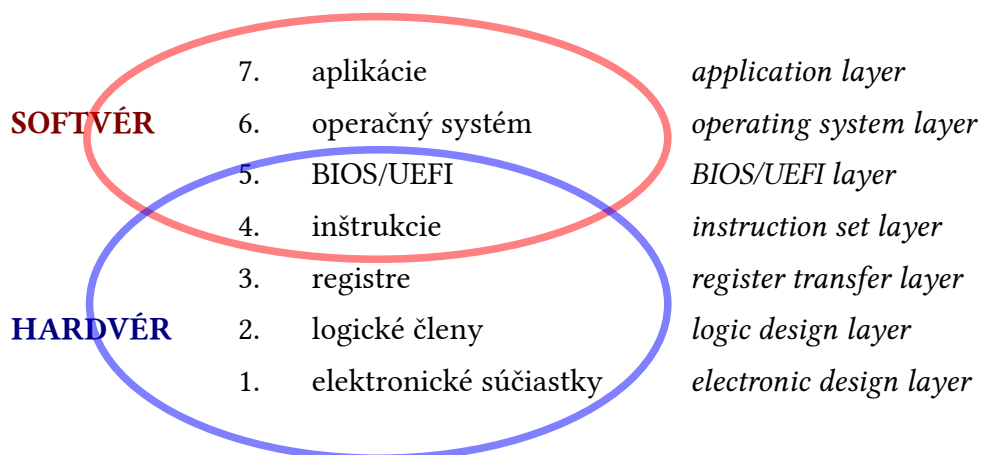 7. aplikácie application layer
SOFTVÉR 6. operačný systém operating system layer
5. BIOS/UEFI BIOS/UEFI layer
4. inštrukcie instruction set layer
3. registre register transfer layer
HARDVÉR 2. logické členy logic design layer
1. elektronické súčiastky electronic design layer